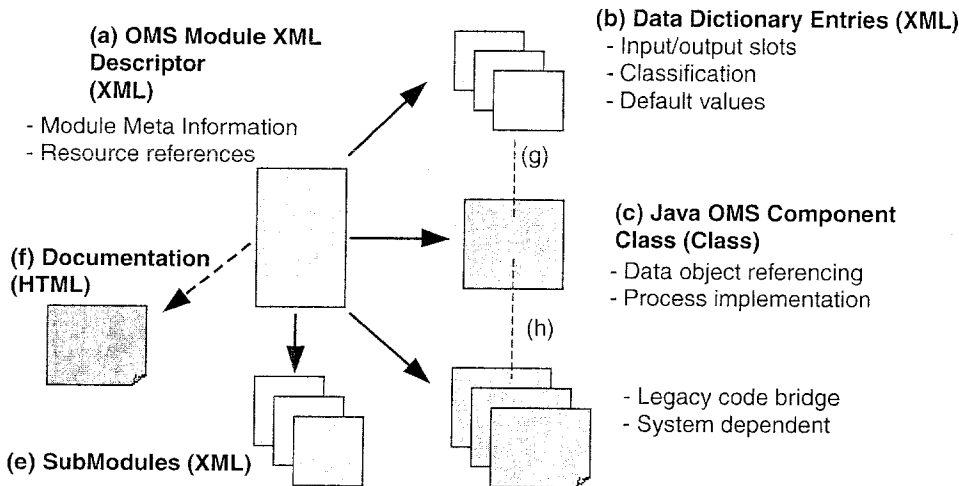 (a) OMS Module XML
Descriptor
(XML)
- Module Meta Information
- Resource references
(b) Data Dictionary Entries (XML)
- Input/output slots
- Classification
- Default values
(g)
(c) Java OMS Component
Class (Class)
- Data object referencing
- Process implementation
(f) Documentation
(HTML)
(h)
- Legacy code bridge
- System dependent
(e) SubModules (XML)